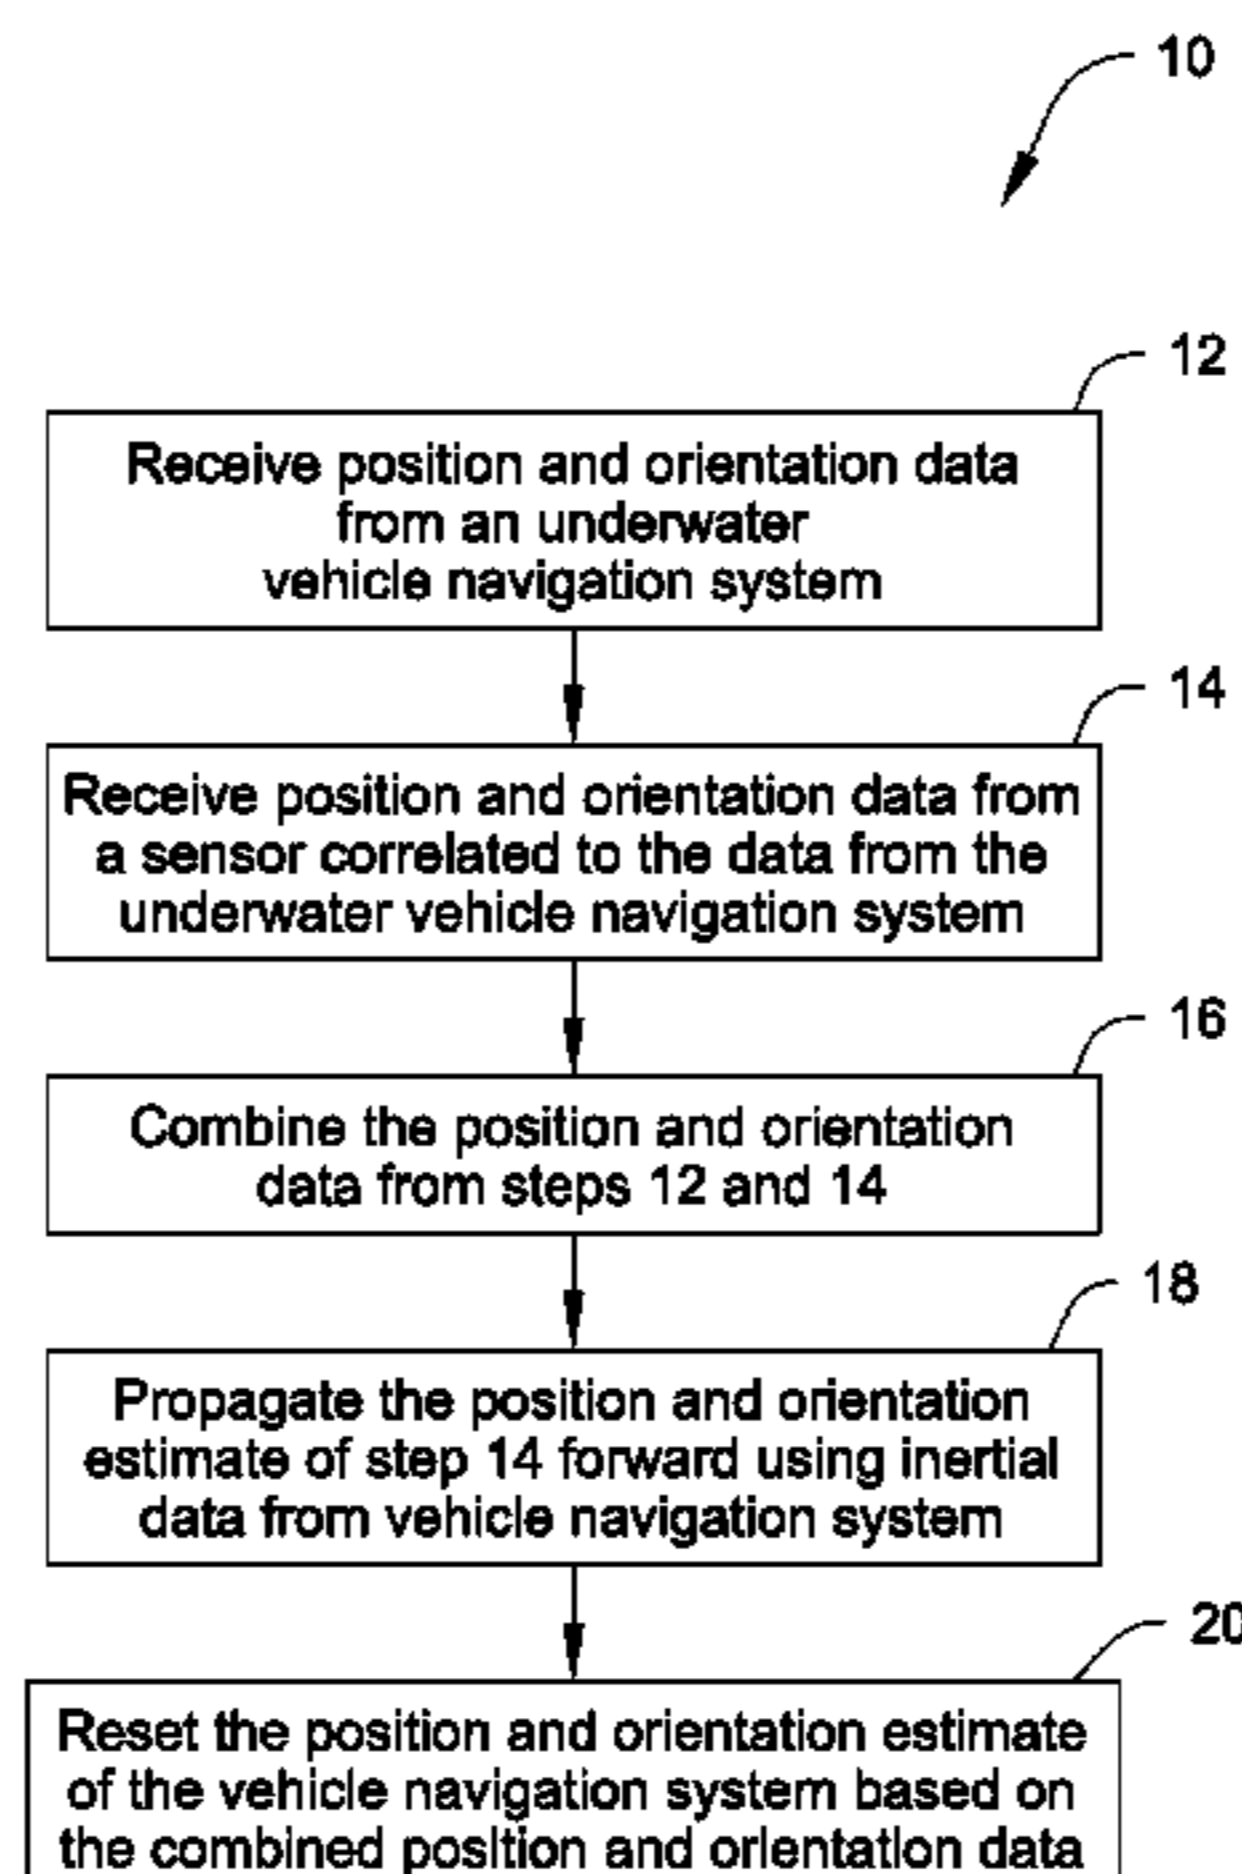 10
12
Receive position and orientation data
from an underwater
vehicle navigation system
14
Receive position and orientation data from
a sensor correlated to the data from the
underwater vehicle navigation system
16
Combine the position and orientation
data from steps 12 and 14
18
Propagate the position and orientation
estimate of step 14 forward using inertial
data from vehicle navigation system
20
Reset the position and orientation estimate
of the vehicle navigation system based on
the combined position and orientation data